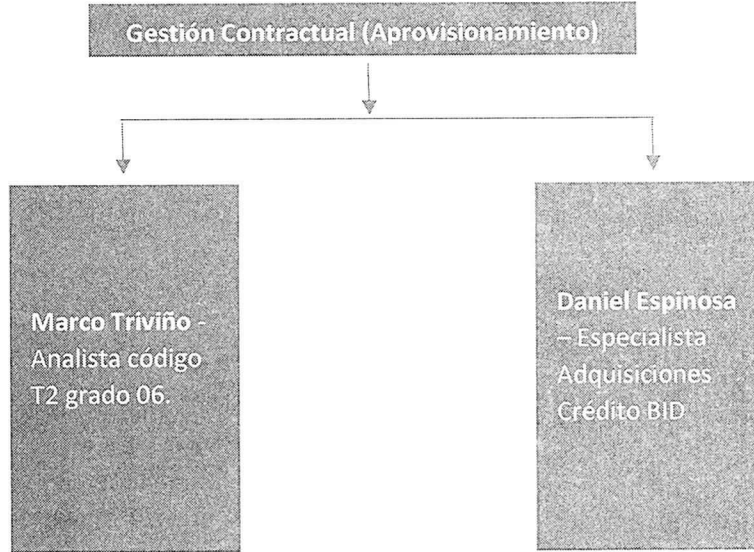 Gestión Contractual (Aprovisionamiento)
Marco Triviño -
Analista código
T2 grado 06.
Daniel Espinosa
– Especialista
Adquisiciones
Crédito BID